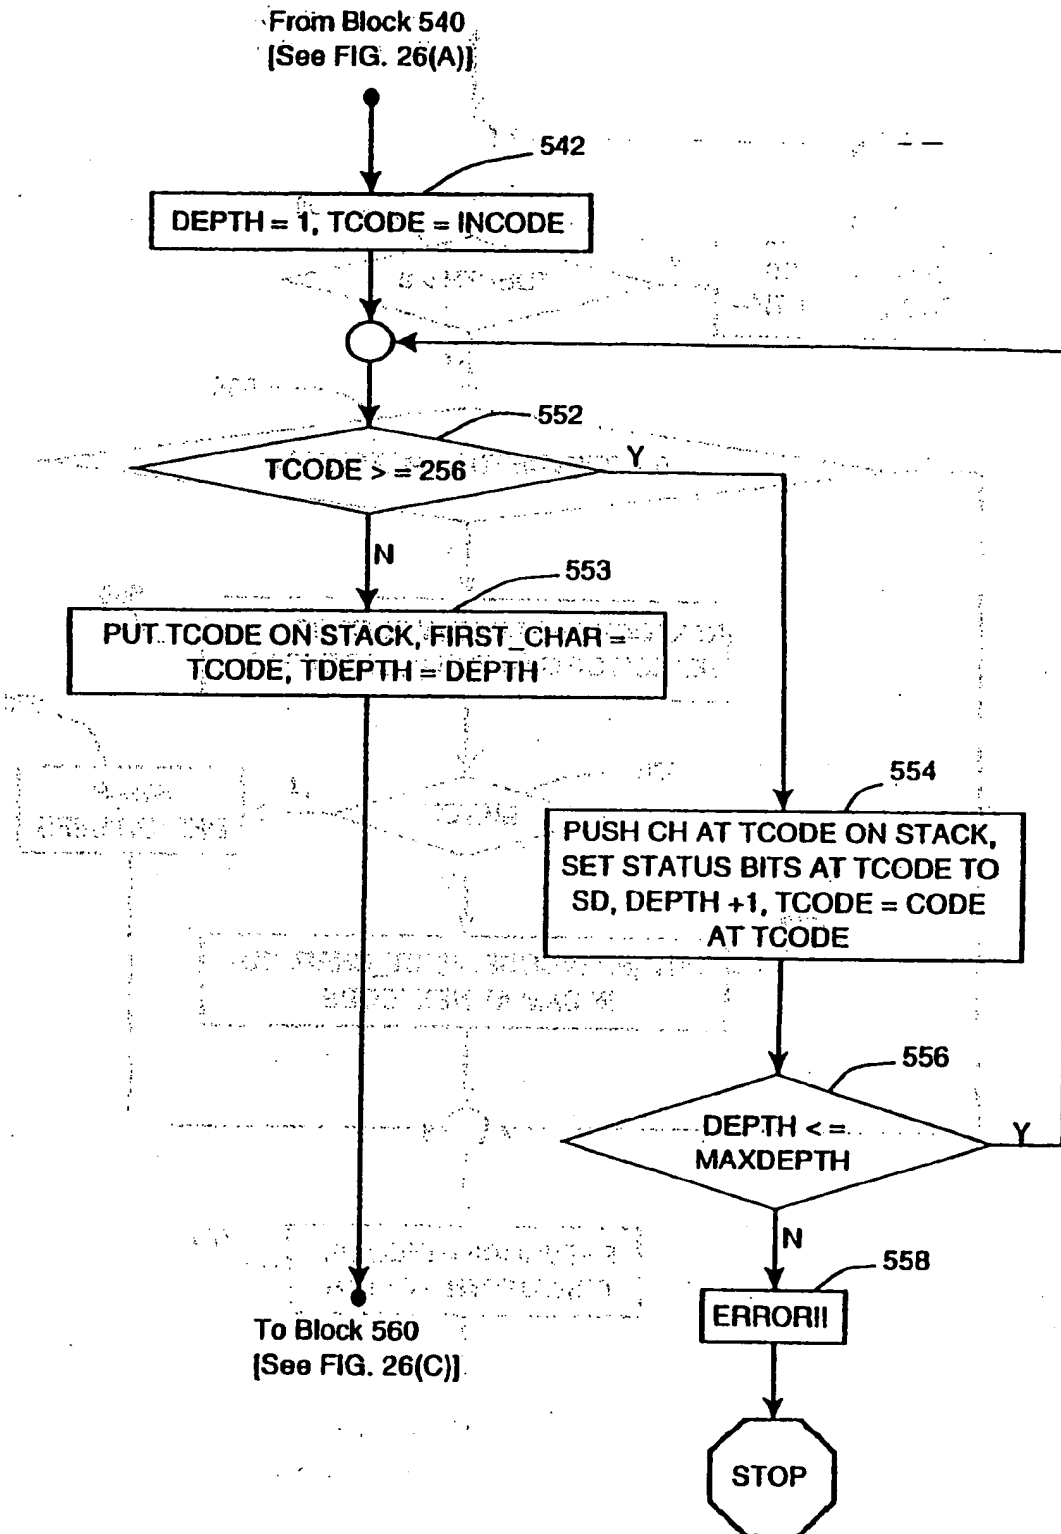 From Block 540
[See FIG. 26(A)]
542
DEPTH = 1, TCODE = INCODE
552
TCODE > = 256
Y
N
553
PUT TCODE ON STACK, FIRST_CHAR =
TCODE, TDEPTH = DEPTH
554
PUSH CH AT TCODE ON STACK,
SET STATUS BITS AT TCODE TO
SD, DEPTH +1, TCODE = CODE
AT TCODE
556
DEPTH < =
MAXDEPTH
Y
N
558
ERROR!!
To Block 560
[See FIG. 26(C)]
STOP